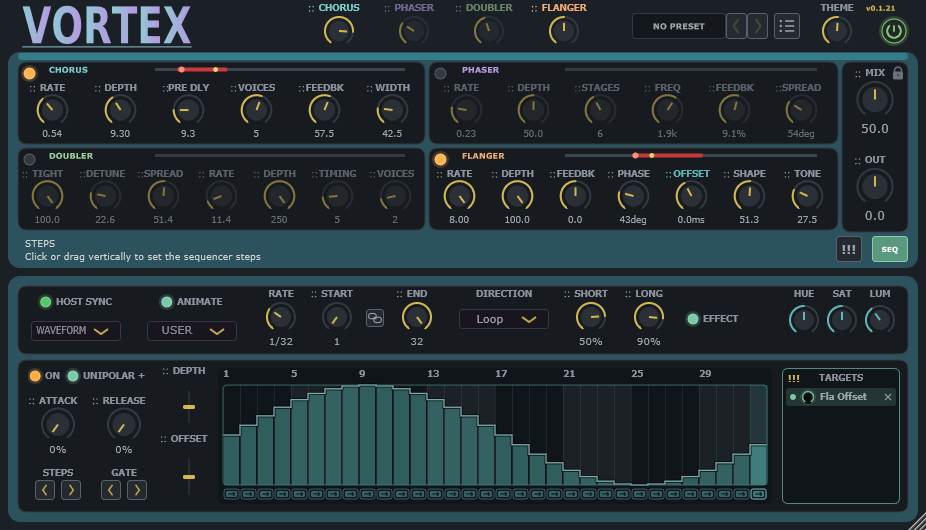 VORTEX
:: CHORUS :: PHASER :: DOUBLER :: FLANGER
NO PRESET
THEME v0.1.21
CHORUS
:: RATE :: DEPTH ::PRE DLY ::VOICES ::FEEDBK :: WIDTH
0.54 9.30 9.3 5 57.5 42.5
PHASER
:: RATE :: DEPTH ::STAGES :: FREQ ::FEEDBK ::SPREAD
0.23 50.0 6 1.9k 9.1% 54deg
:: MIX
50.0
:: OUT
0.0
DOUBLER
:: TIGHT ::DETUNE ::SPREAD :: RATE :: DEPTH ::TIMING ::VOICES
100.0 22.6 51.4 11.4 250 5 2
FLANGER
:: RATE :: DEPTH ::FEEDBK :: PHASE ::OFFSET :: SHAPE :: TONE
8.00 100.0 0.0 43deg 0.0ms 51.3 27.5
STEPS
Click or drag vertically to set the sequencer steps
!!! SEQ
HOST SYNC ANIMATE
WAVEFORM USER
RATE :: START :: END
1/32 1 32
DIRECTION
Loop
:: SHORT :: LONG
50% 90%
EFFECT
HUE SAT LUM
ON UNIPOLAR +
:: ATTACK :: RELEASE
0% 0%
STEPS GATE
:: DEPTH
:: OFFSET
1 5 9 13 17 21 25 29
!!! TARGETS
Fla Offset ×